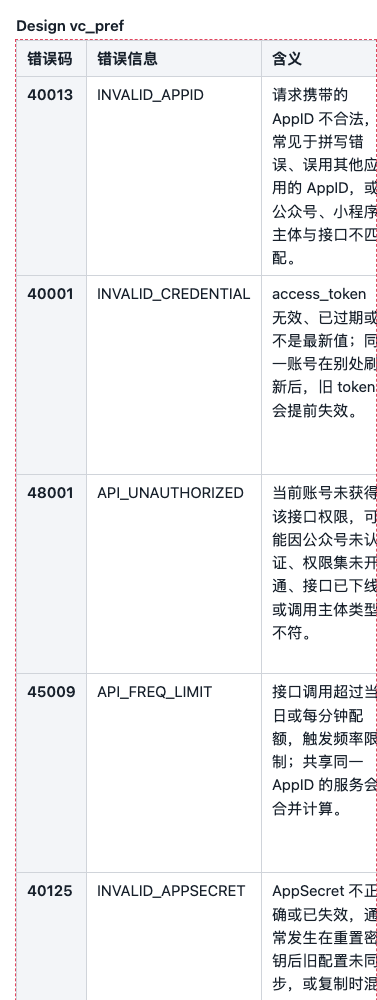 Design vc_pref
错误码 错误信息 含义
40013 INVALID_APPID 请求携带的
AppID 不合法，
常见于拼写错
误、误用其他应
用的 AppID，或
公众号、小程序
主体与接口不匹
配。
40001 INVALID_CREDENTIAL access_token
无效、已过期或
不是最新值；同
一账号在别处刷
新后，旧 token
会提前失效。
48001 API_UNAUTHORIZED 当前账号未获得
该接口权限，可
能因公众号未认
证、权限集未开
通、接口已下线
或调用主体类型
不符。
45009 API_FREQ_LIMIT 接口调用超过当
日或每分钟配
额，触发频率限
制；共享同一
AppID 的服务会
合并计算。
40125 INVALID_APPSECRET AppSecret 不正
确或已失效，通
常发生在重置密
钥后旧配置未同
步，或复制时混